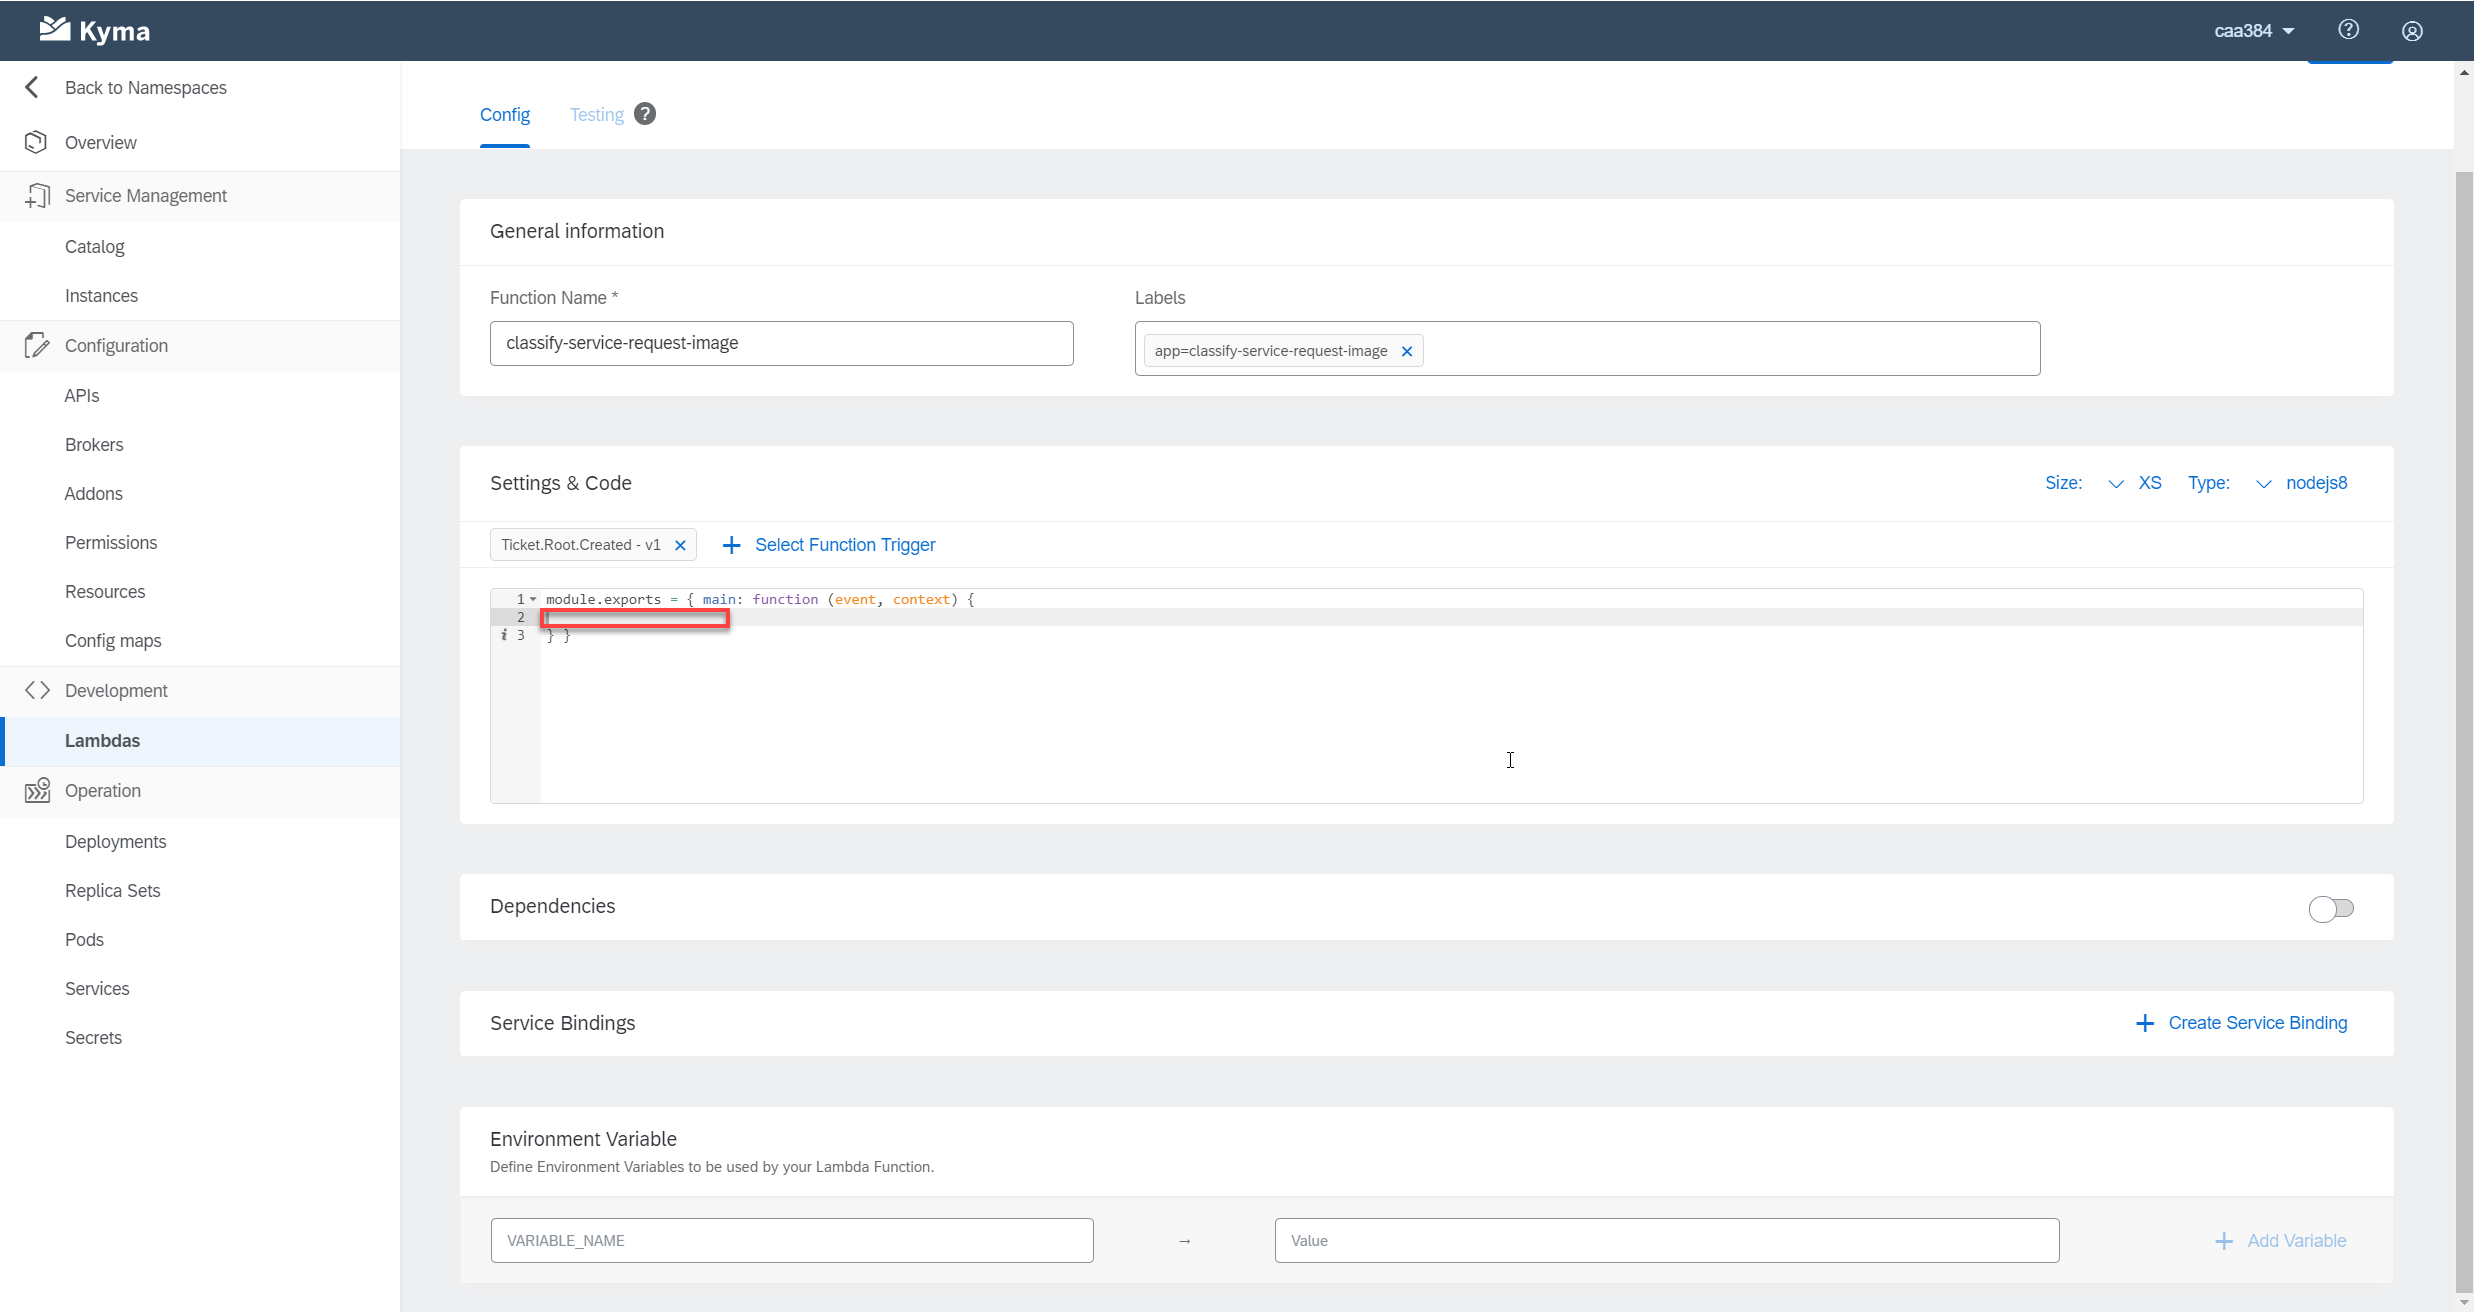 Kyma
caa384
Back to Namespaces
Overview
Service Management
Catalog
Instances
Configuration
APIs
Brokers
Addons
Permissions
Resources
Config maps
Development
Lambdas
Operation
Deployments
Replica Sets
Pods
Services
Secrets
Config Testing ?
General information
Function Name * Labels
classify-service-request-image app=classify-service-request-image
Settings & Code Size: XS Type: nodejs8
Ticket.Root.Created - v1 + Select Function Trigger
1 module.exports = { main: function (event, context) {
2
i 3 } }
Dependencies
Service Bindings + Create Service Binding
Environment Variable
Define Environment Variables to be used by your Lambda Function.
VARIABLE_NAME → Value + Add Variable